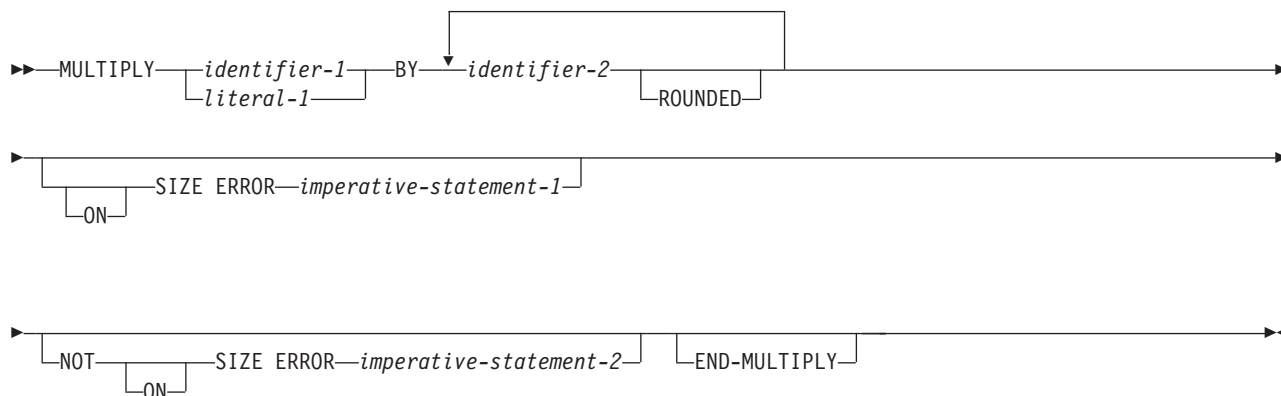 MULTIPLY identifier-1 BY identifier-2
literal-1 ROUNDED
SIZE ERROR imperative-statement-1
ON
NOT SIZE ERROR imperative-statement-2 END-MULTIPLY
ON